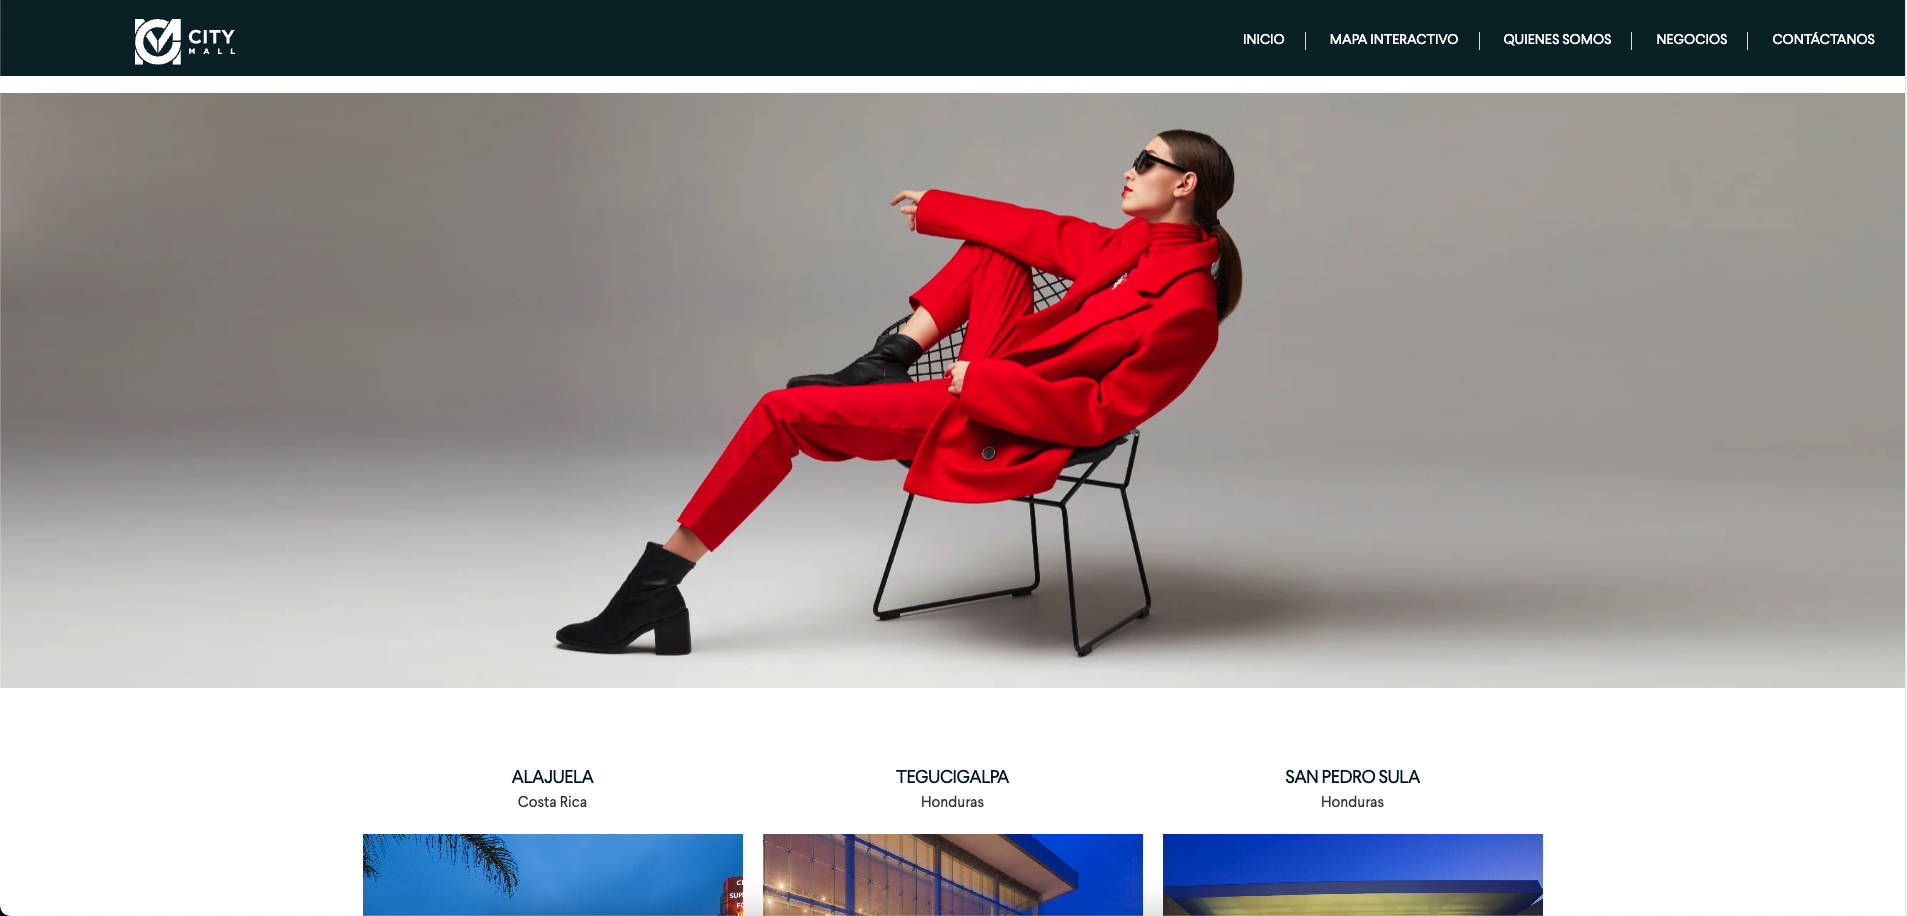 CITY
MALL
INICIO
MAPA INTERACTIVO
QUIENES SOMOS
NEGOCIOS
CONTÁCTANOS
ALAJUELA
Costa Rica
TEGUCIGALPA
Honduras
SAN PEDRO SULA
Honduras